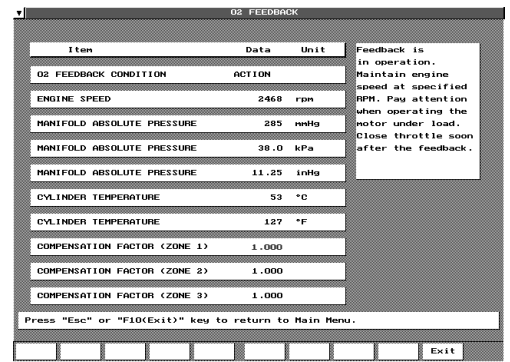 O2 FEEDBACK
Item Data Unit
O2 FEEDBACK CONDITION ACTION
ENGINE SPEED 2468 rpm
MANIFOLD ABSOLUTE PRESSURE 285 mmHg
MANIFOLD ABSOLUTE PRESSURE 38.0 kPa
MANIFOLD ABSOLUTE PRESSURE 11.25 inHg
CYLINDER TEMPERATURE 53 °C
CYLINDER TEMPERATURE 127 °F
COMPENSATION FACTOR (ZONE 1) 1.000
COMPENSATION FACTOR (ZONE 2) 1.000
COMPENSATION FACTOR (ZONE 3) 1.000
Feedback is
in operation.
Maintain engine
speed at specified
RPM. Pay attention
when operating the
motor under load.
Close throttle soon
after the feedback.
Press "Esc" or "F10(Exit)" key to return to Main Menu.
Exit